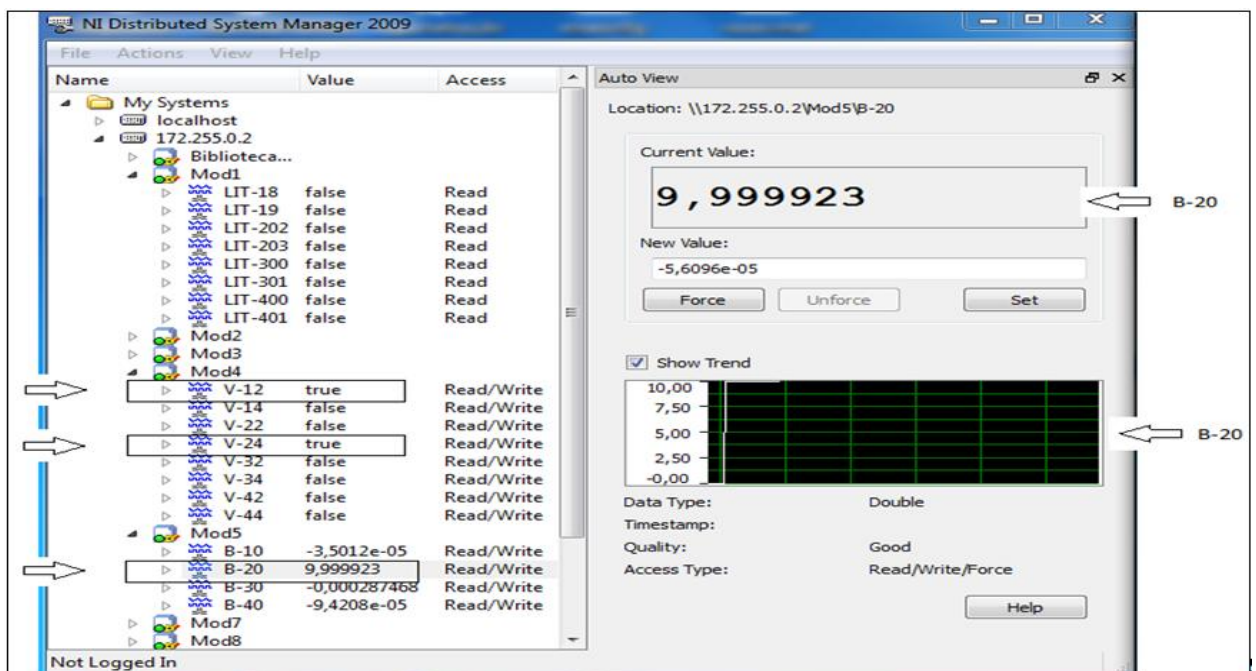 NI Distributed System Manager 2009
File Actions View Help
Name Value Access
My Systems
localhost
172.255.0.2
Biblioteca...
Mod1
LIT-18 false Read
LIT-19 false Read
LIT-202 false Read
LIT-203 false Read
LIT-300 false Read
LIT-301 false Read
LIT-400 false Read
LIT-401 false Read
Mod2
Mod3
Mod4
V-12 true Read/Write
V-14 false Read/Write
V-22 false Read/Write
V-24 true Read/Write
V-32 false Read/Write
V-34 false Read/Write
V-42 false Read/Write
V-44 false Read/Write
Mod5
B-10 -3,5012e-05 Read/Write
B-20 9,999923 Read/Write
B-30 -0,000287468 Read/Write
B-40 -9,4208e-05 Read/Write
Mod7
Mod8
Not Logged In
Auto View
Location: \\172.255.0.2\Mod5\B-20
Current Value:
9,999923
B-20
New Value:
-5,6096e-05
Force Unforce Set
Show Trend
10,00
7,50
5,00
2,50
-0,00
B-20
Data Type: Double
Timestamp:
Quality: Good
Access Type: Read/Write/Force
Help